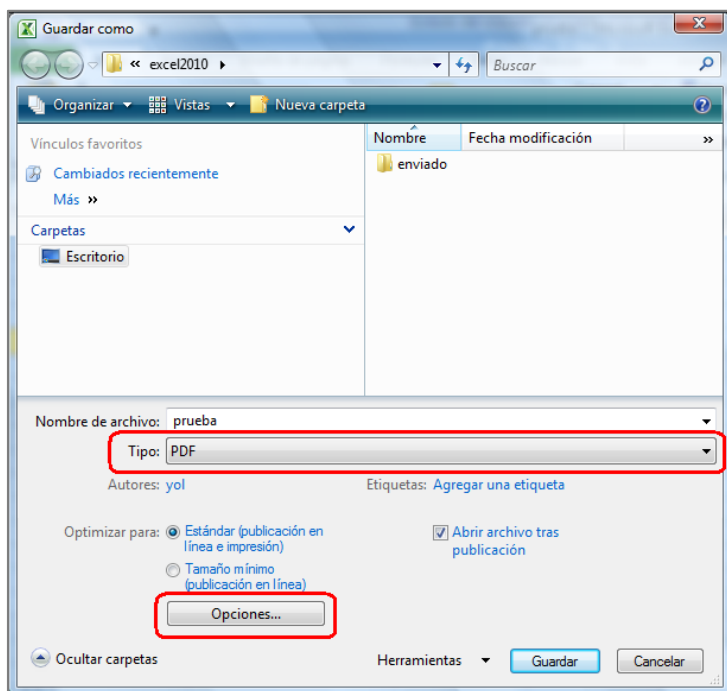 Guardar como
« excel2010
Buscar
Organizar Vistas Nueva carpeta
Vínculos favoritos
Cambiados recientemente
Más »
Carpetas
Escritorio
Nombre Fecha modificación »
enviado
Nombre de archivo: prueba
Tipo: PDF
Autores: yol Etiquetas: Agregar una etiqueta
Optimizar para: Estándar (publicación en
línea e impresión)
Tamaño mínimo
(publicación en línea)
Abrir archivo tras
publicación
Opciones...
Ocultar carpetas Herramientas Guardar Cancelar